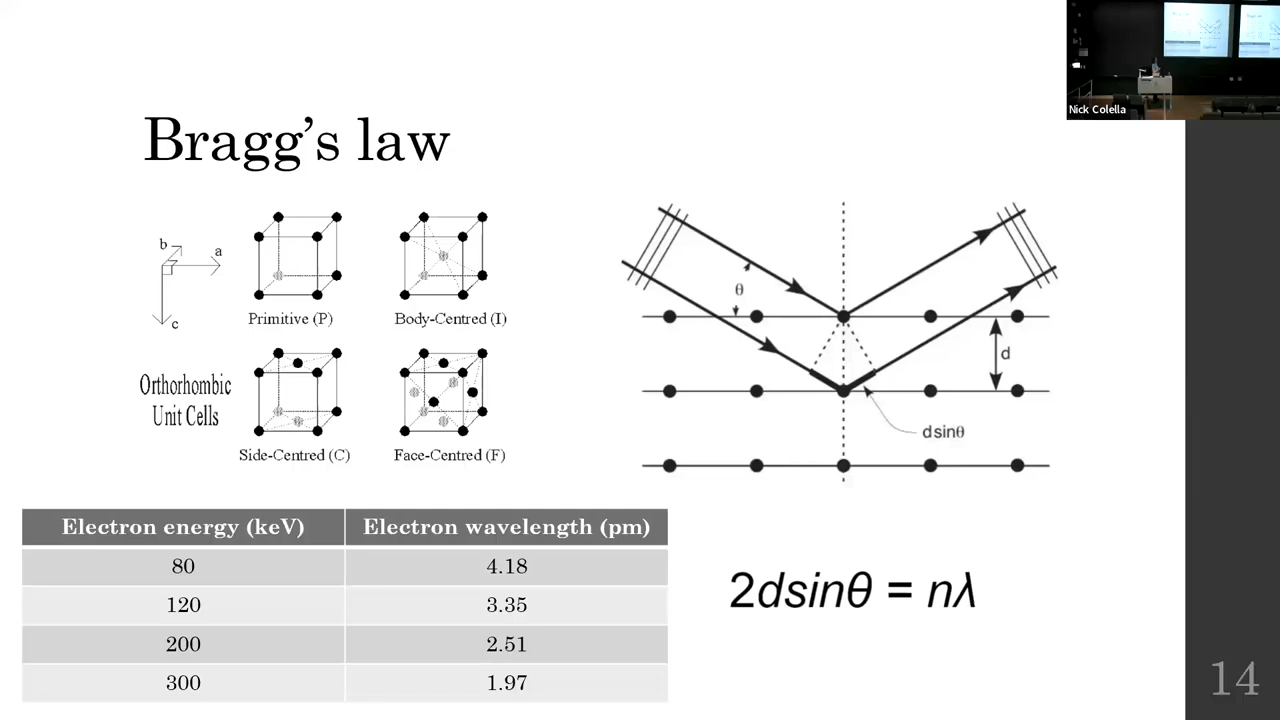 Nick Colella
Bragg's law
b
a
c
Primitive (P)
Body-Centred (I)
Orthorhombic
Unit Cells
Side-Centred (C)
Face-Centred (F)
θ
d
dsinθ
Electron energy (keV) Electron wavelength (pm)
80 4.18
120 3.35
200 2.51
300 1.97
2dsinθ = nλ
14